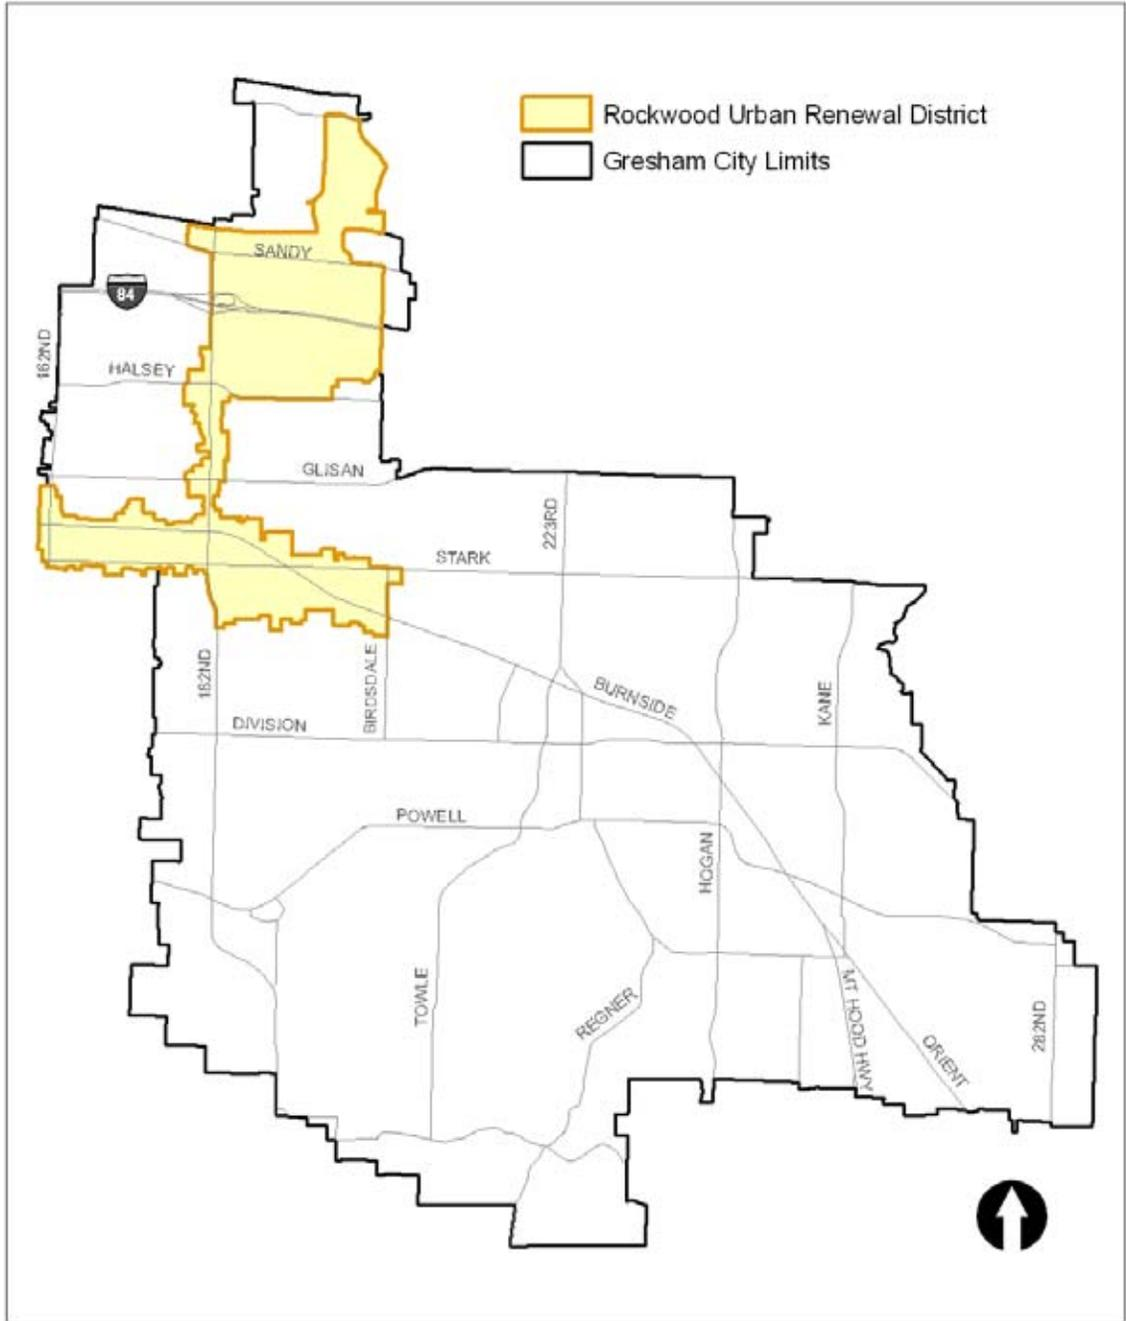 Rockwood Urban Renewal District
Gresham City Limits
SANDY
84
162ND
HALSEY
GLISAN
223RD
STARK
182ND
BIRDSDALE
BURNSIDE
KANE
DIVISION
POWELL
HOGAN
TOWLE
REGNER
MT HOOD HWY
ORIENT
282ND